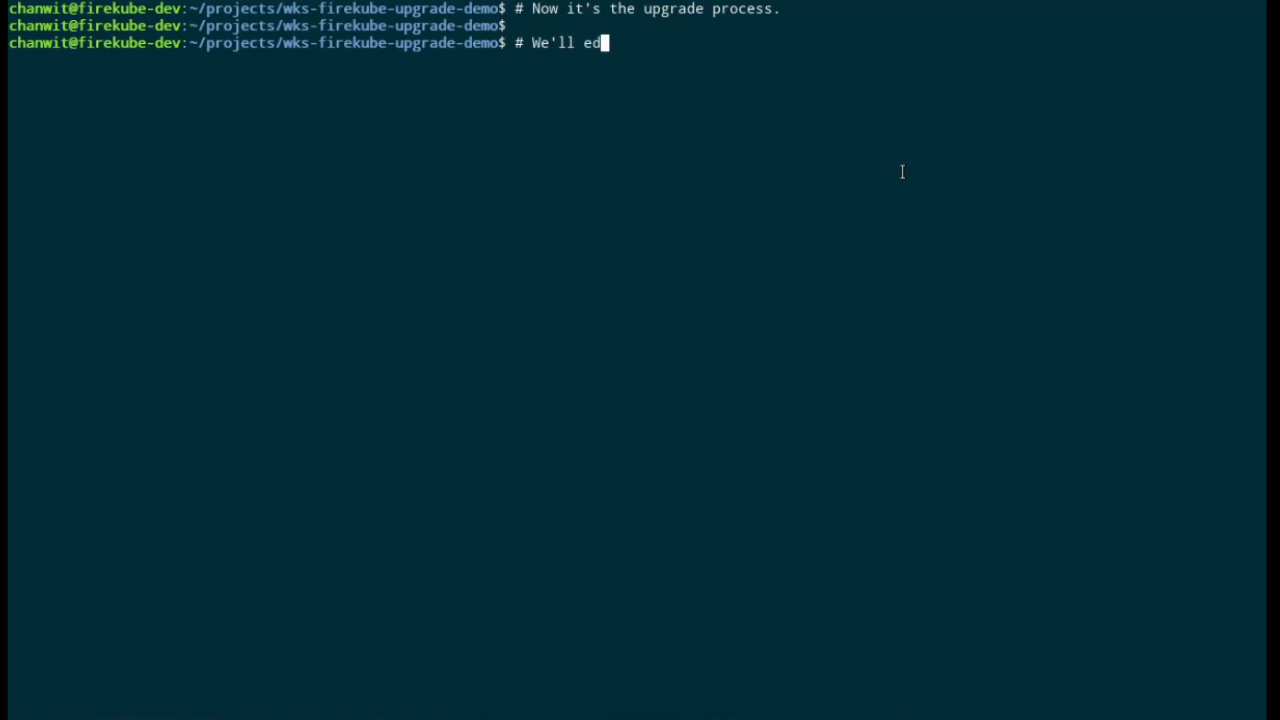 chanwit@firekube-dev:~/projects/wks-firekube-upgrade-demo$ # Now it's the upgrade process.
chanwit@firekube-dev:~/projects/wks-firekube-upgrade-demo$
chanwit@firekube-dev:~/projects/wks-firekube-upgrade-demo$ # We'll ed